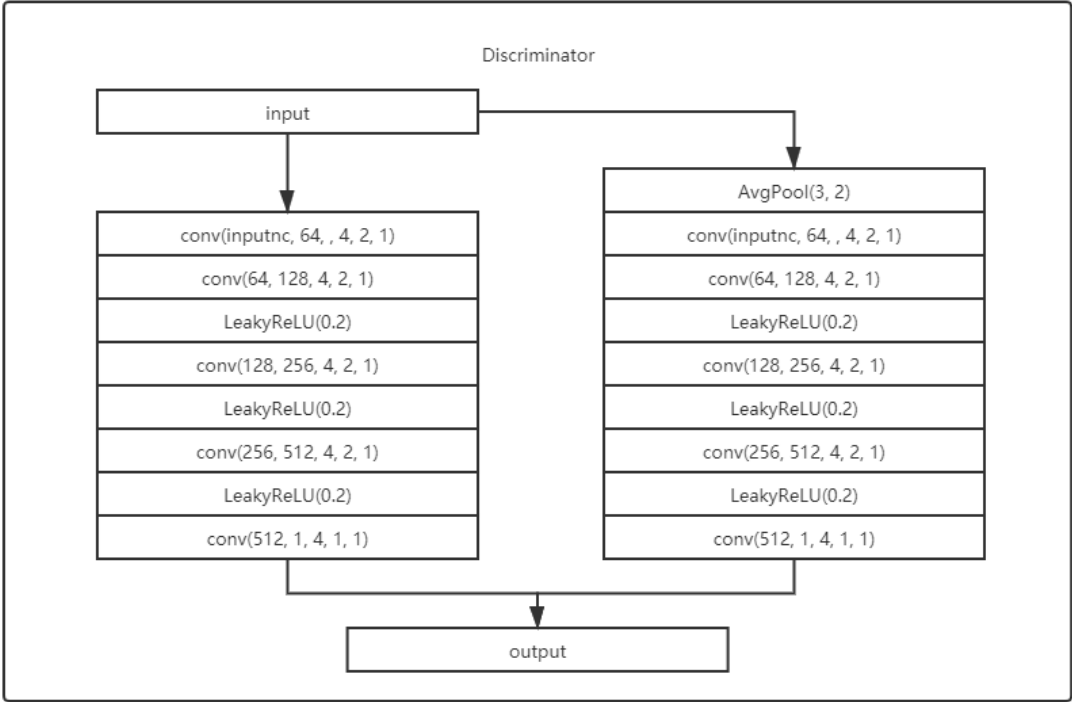 Discriminator
input
conv(inputnc, 64, , 4, 2, 1)
conv(64, 128, 4, 2, 1)
LeakyReLU(0.2)
conv(128, 256, 4, 2, 1)
LeakyReLU(0.2)
conv(256, 512, 4, 2, 1)
LeakyReLU(0.2)
conv(512, 1, 4, 1, 1)
AvgPool(3, 2)
conv(inputnc, 64, , 4, 2, 1)
conv(64, 128, 4, 2, 1)
LeakyReLU(0.2)
conv(128, 256, 4, 2, 1)
LeakyReLU(0.2)
conv(256, 512, 4, 2, 1)
LeakyReLU(0.2)
conv(512, 1, 4, 1, 1)
output